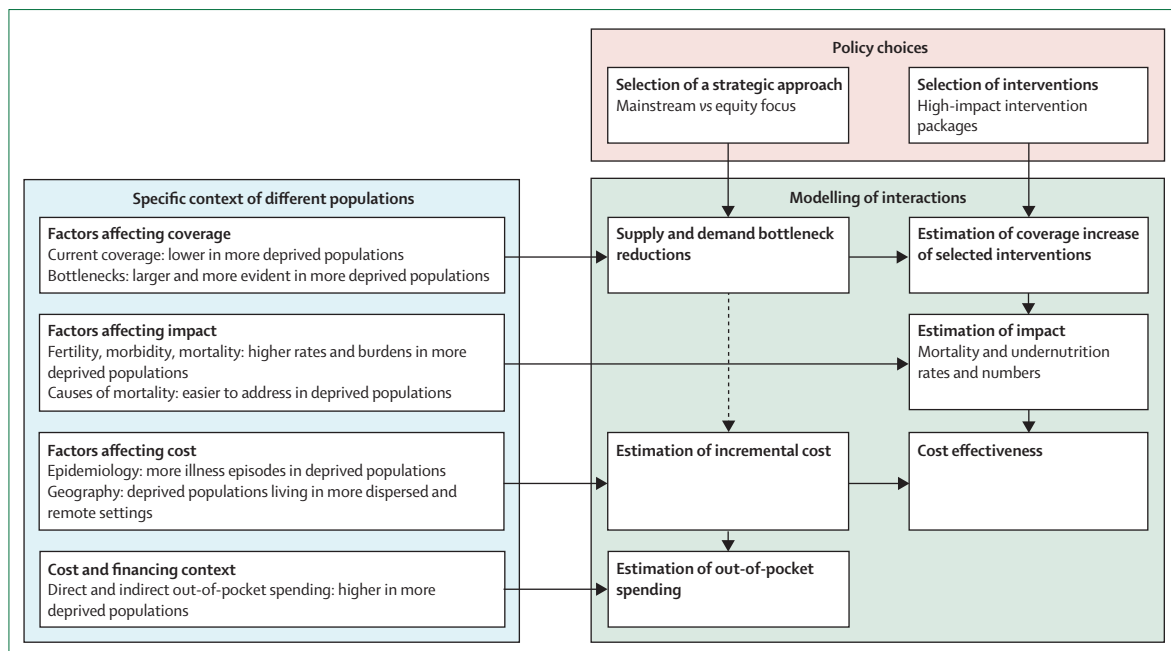 Policy choices
Selection of a strategic approach
Mainstream vs equity focus
Selection of interventions
High-impact intervention
packages
Specific context of different populations
Factors affecting coverage
Current coverage: lower in more deprived populations
Bottlenecks: larger and more evident in more deprived populations
Factors affecting impact
Fertility, morbidity, mortality: higher rates and burdens in more
deprived populations
Causes of mortality: easier to address in deprived populations
Factors affecting cost
Epidemiology: more illness episodes in deprived populations
Geography: deprived populations living in more dispersed and
remote settings
Cost and financing context
Direct and indirect out-of-pocket spending: higher in more
deprived populations
Modelling of interactions
Supply and demand bottleneck
reductions
Estimation of coverage increase
of selected interventions
Estimation of impact
Mortality and undernutrition
rates and numbers
Estimation of incremental cost
Cost effectiveness
Estimation of out-of-pocket
spending